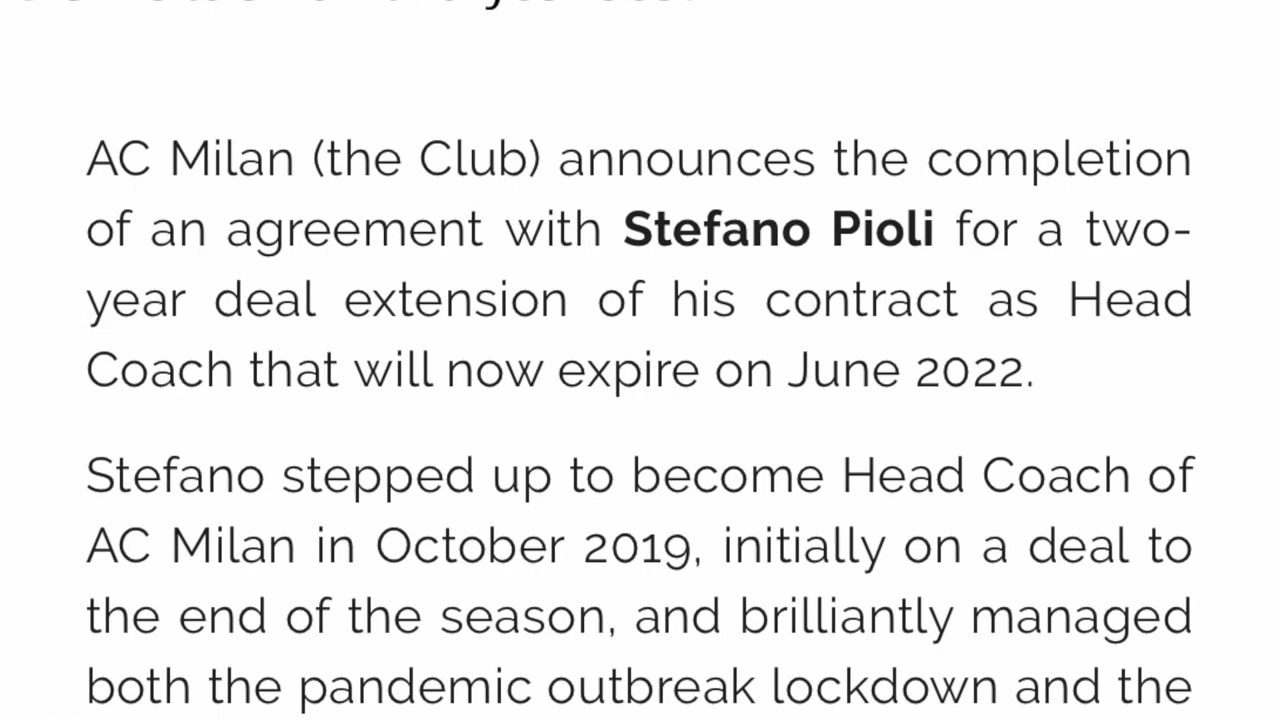 AC Milan (the Club) announces the completion
of an agreement with Stefano Pioli for a two-
year deal extension of his contract as Head
Coach that will now expire on June 2022.
Stefano stepped up to become Head Coach of
AC Milan in October 2019, initially on a deal to
the end of the season, and brilliantly managed
both the pandemic outbreak lockdown and the